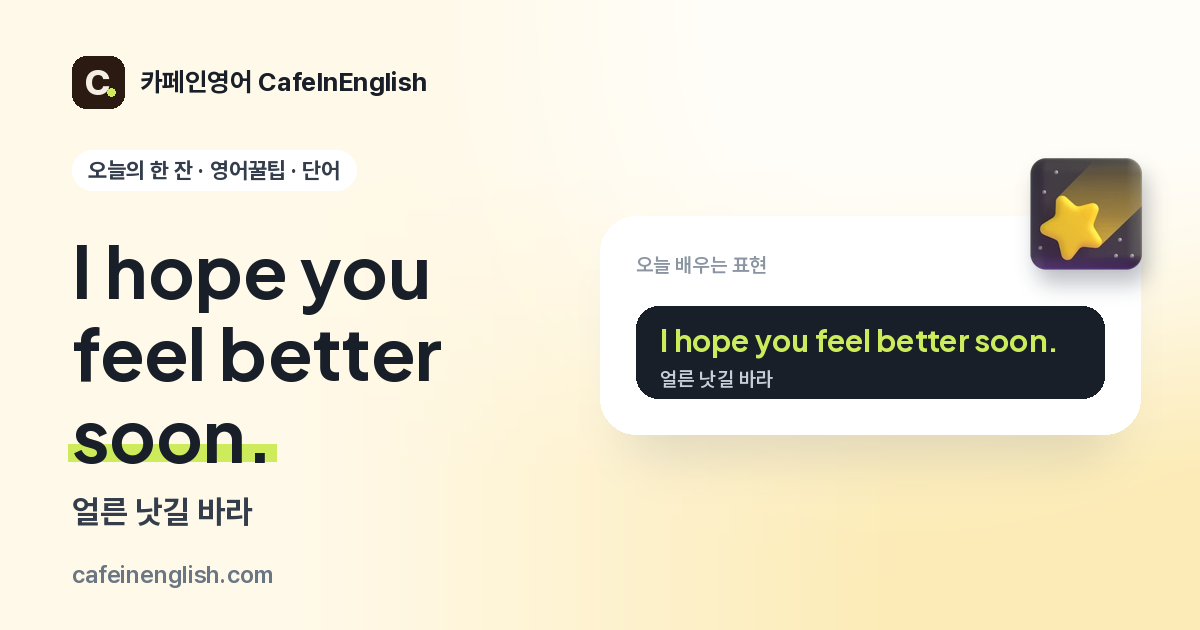 C
카페인영어 CafeInEnglish
오늘의 한 잔 · 영어꿀팁 · 단어
I hope you
feel better
soon.
얼른 낫길 바라
cafeinenglish.com
오늘 배우는 표현
I hope you feel better soon.
얼른 낫길 바라